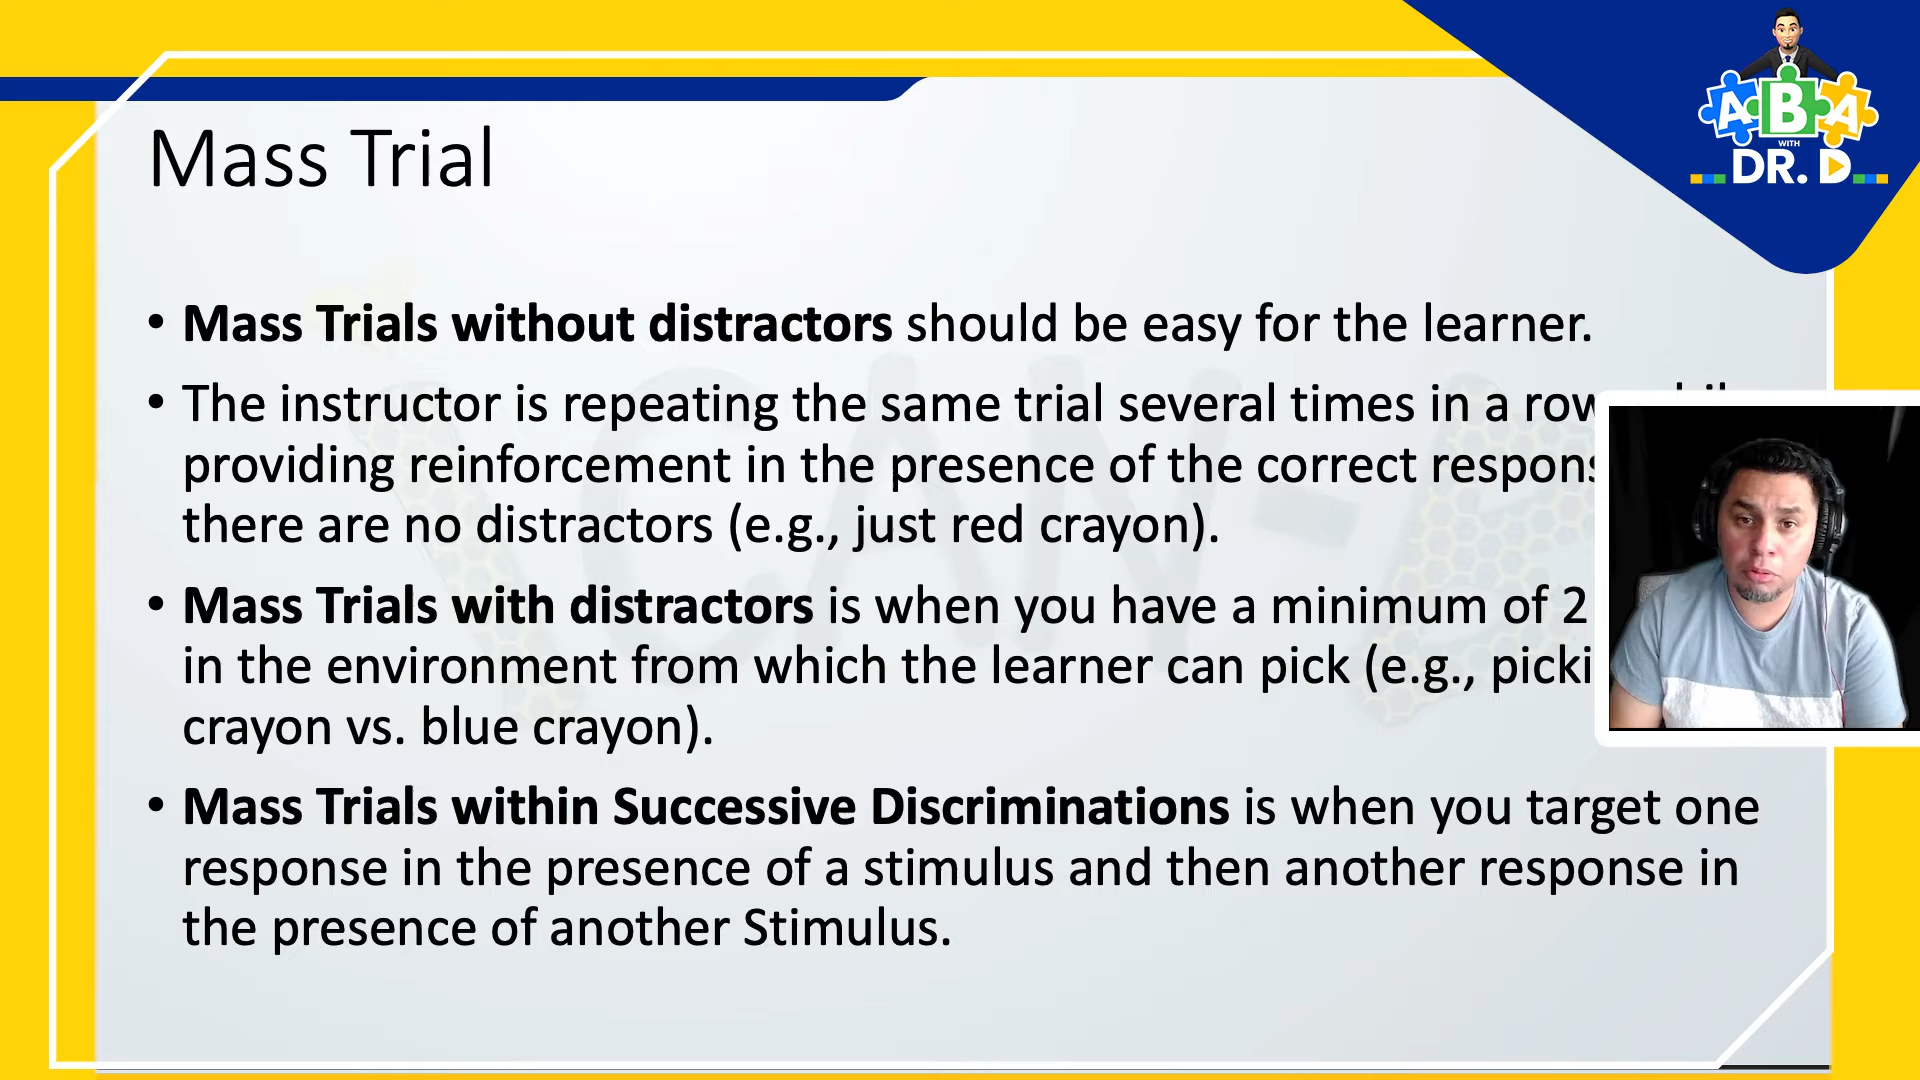 ABA
WITH
DR. D
Mass Trial
• Mass Trials without distractors should be easy for the learner.
• The instructor is repeating the same trial several times in a row
providing reinforcement in the presence of the correct
there are no distractors (e.g., just red crayon).
• Mass Trials with distractors is when you have a minimum of 2
in the environment from which the learner can pick (e.g.,
crayon vs. blue crayon).
• Mass Trials within Successive Discriminations is when you target one
response in the presence of a stimulus and then another response in
the presence of another Stimulus.